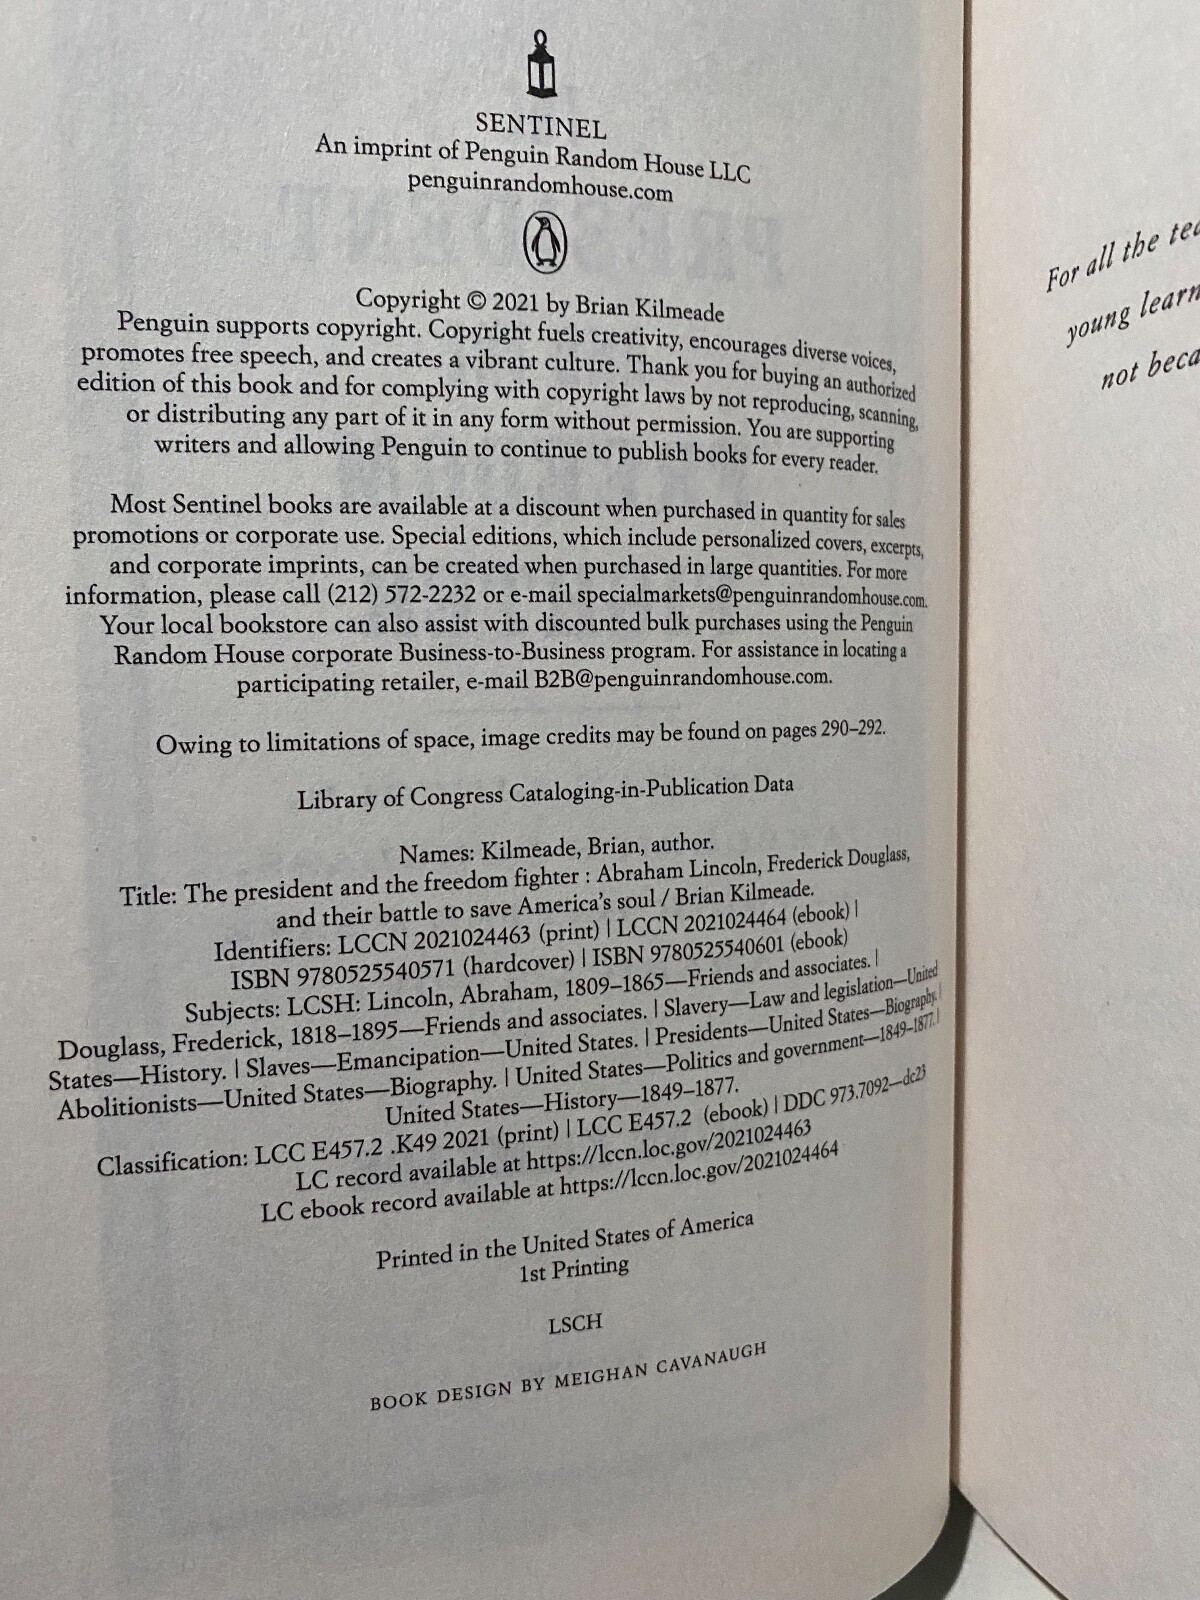 SENTINEL
An imprint of Penguin Random House LLC
penguinrandomhouse.com
Copyright © 2021 by Brian Kilmeade
Penguin supports copyright. Copyright fuels creativity, encourages diverse voices,
promotes free speech, and creates a vibrant culture. Thank you for buying an authorized
edition of this book and for complying with copyright laws by not reproducing, scanning,
or distributing any part of it in any form without permission. You are supporting
writers and allowing Penguin to continue to publish books for every reader.
Most Sentinel books are available at a discount when purchased in quantity for sales
promotions or corporate use. Special editions, which include personalized covers, excerpts,
and corporate imprints, can be created when purchased in large quantities. For more
information, please call (212) 572-2232 or e-mail specialmarkets@penguinrandomhouse.com.
Your local bookstore can also assist with discounted bulk purchases using the Penguin
Random House corporate Business-to-Business program. For assistance in locating a
participating retailer, e-mail B2B@penguinrandomhouse.com.
Owing to limitations of space, image credits may be found on pages 290–292.
Library of Congress Cataloging-in-Publication Data
Names: Kilmeade, Brian, author.
Title: The president and the freedom fighter : Abraham Lincoln, Frederick Douglass,
and their battle to save America's soul / Brian Kilmeade.
Identifiers: LCCN 2021024463 (print) | LCCN 2021024464 (ebook) |
ISBN 9780525540571 (hardcover) | ISBN 9780525540601 (ebook)
Subjects: LCSH: Lincoln, Abraham, 1809–1865—Friends and associates. |
Douglass, Frederick, 1818–1895—Friends and associates. | Slavery—Law and legislation—United
States—History. | Slaves—Emancipation—United States. | Presidents—United States—Biography. |
Abolitionists—United States—Biography. | United States—Politics and government—1849–1877. |
United States—History—1849–1877.
Classification: LCC E457.2 .K49 2021 (print) | LCC E457.2 (ebook) | DDC 973.7092—dc23
LC record available at https://lccn.loc.gov/2021024463
LC ebook record available at https://lccn.loc.gov/2021024464
Printed in the United States of America
1st Printing
LSCH
BOOK DESIGN BY MEIGHAN CAVANAUGH
For all the
young
not